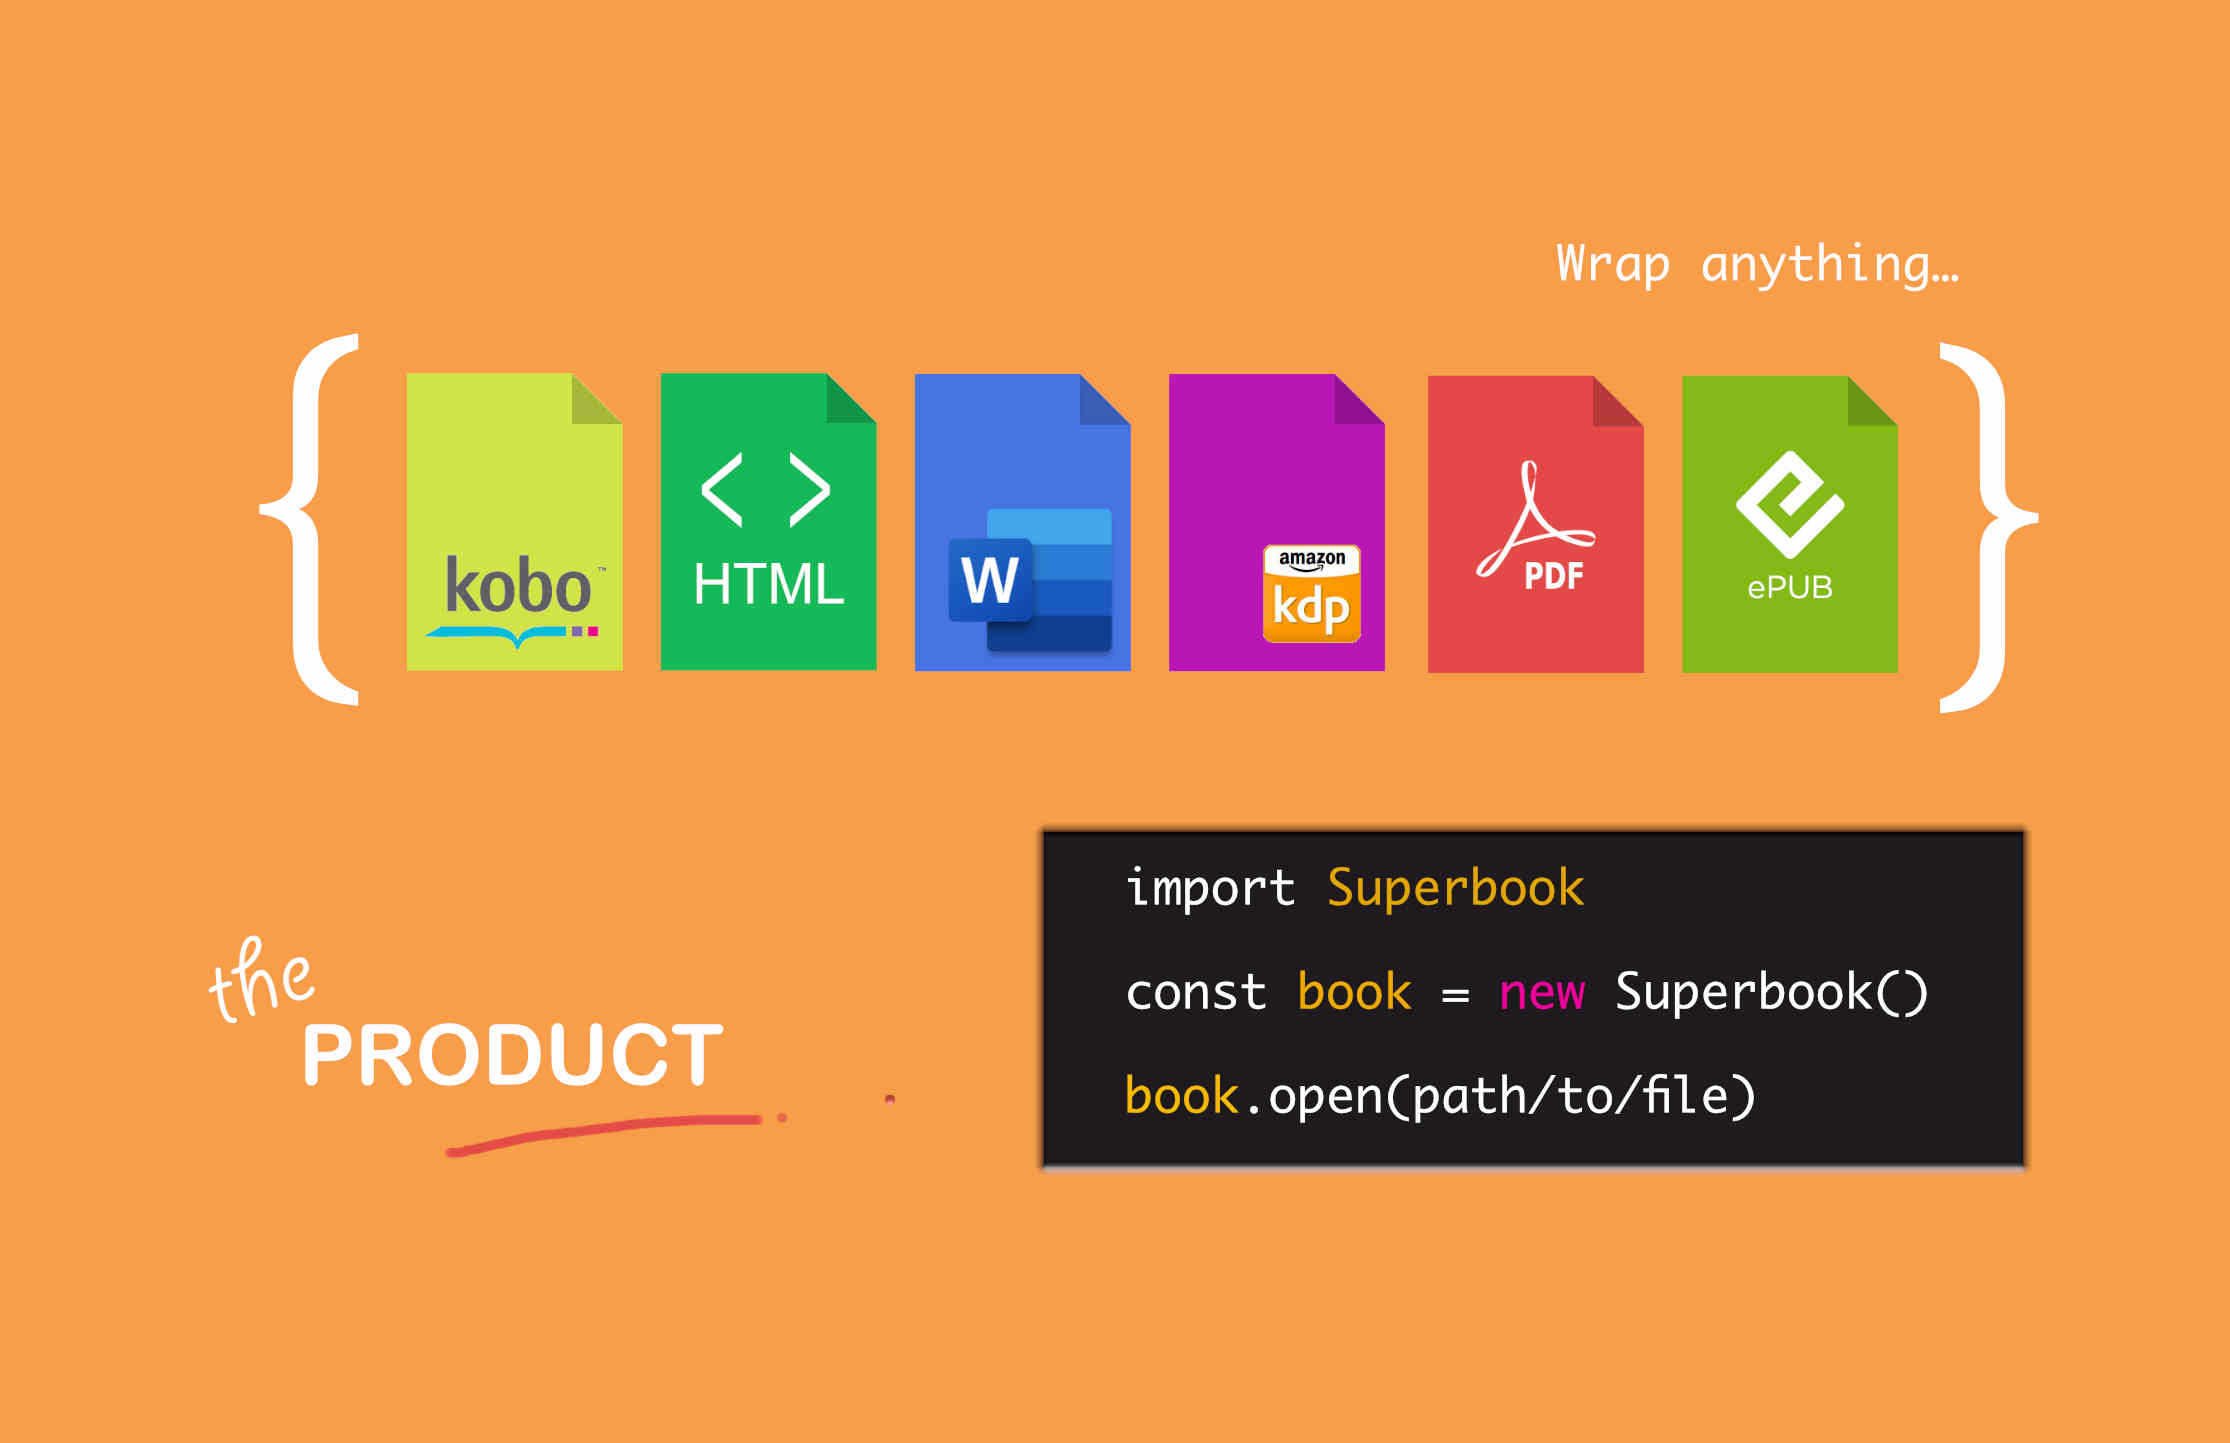 Wrap anything…
{ }
kobo™
< >
HTML
W
amazon
kdp
PDF
ePUB
import Superbook
const book = new Superbook()
book.open(path/to/file)
the
PRODUCT